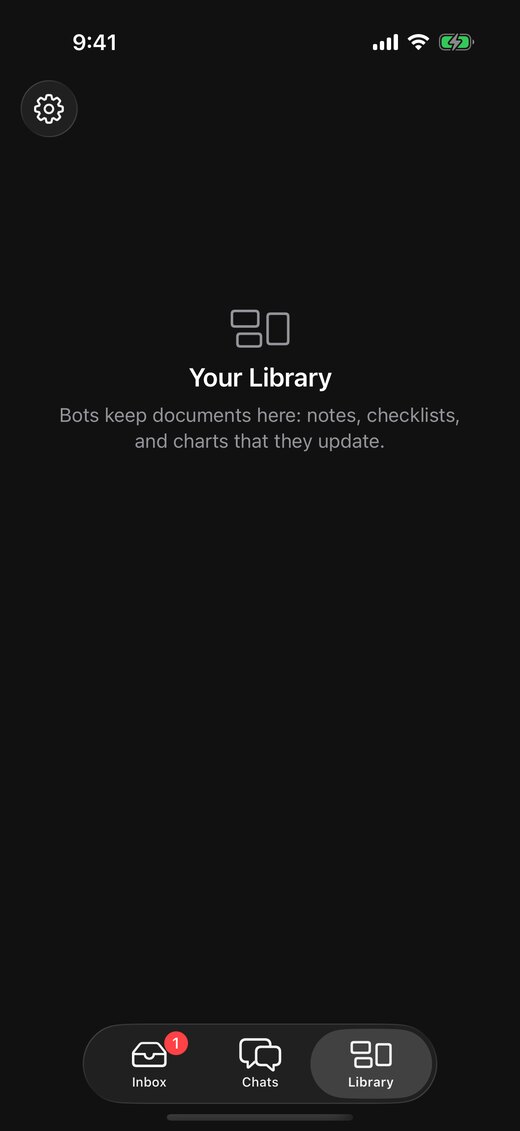 9:41
Your Library
Bots keep documents here: notes, checklists,
and charts that they update.
1
Inbox
Chats
Library